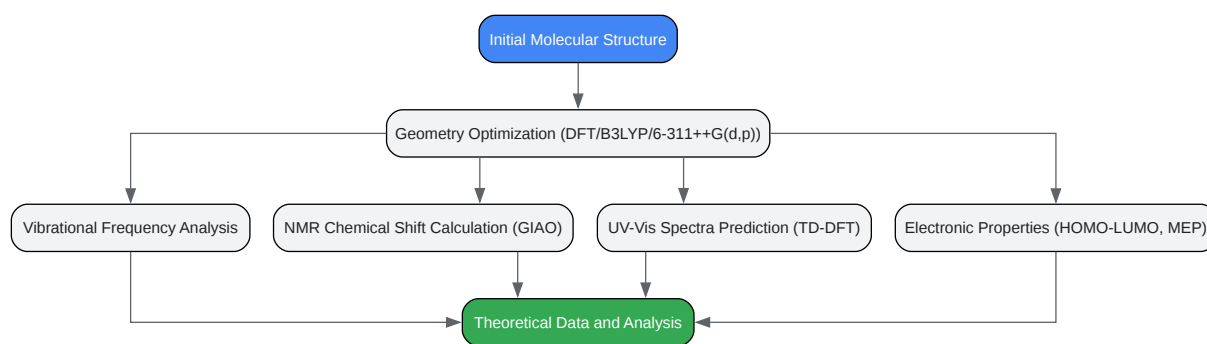 Initial Molecular Structure
Geometry Optimization (DFT/B3LYP/6-311++G(d,p))
Vibrational Frequency Analysis
NMR Chemical Shift Calculation (GIAO)
UV-Vis Spectra Prediction (TD-DFT)
Electronic Properties (HOMO-LUMO, MEP)
Theoretical Data and Analysis